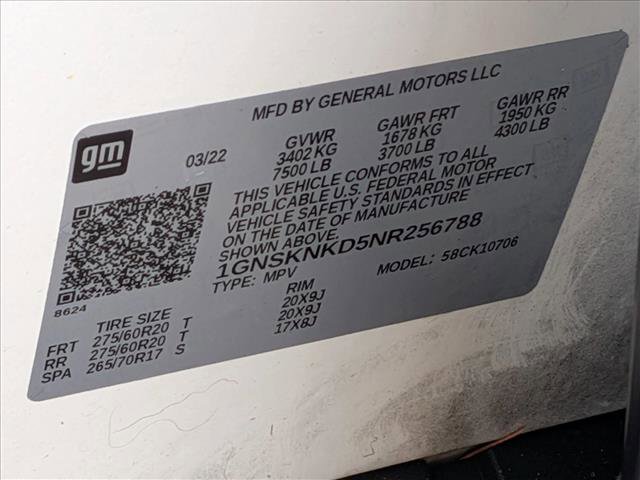 MFD BY GENERAL MOTORS LLC
gm
03/22
GVWR GAWR FRT GAWR RR
3402 KG 1678 KG 1950 KG
7500 LB 3700 LB 4300 LB
THIS VEHICLE CONFORMS TO ALL
APPLICABLE U.S. FEDERAL MOTOR
VEHICLE SAFETY STANDARDS IN EFFECT
ON THE DATE OF MANUFACTURE
SHOWN ABOVE.
1GNSKNKD5NR256788
TYPE: MPV MODEL: 58CK10706
8624
TIRE SIZE RIM
FRT 275/60R20 T 20X9J
RR 275/60R20 T 20X9J
SPA 265/70R17 S 17X8J